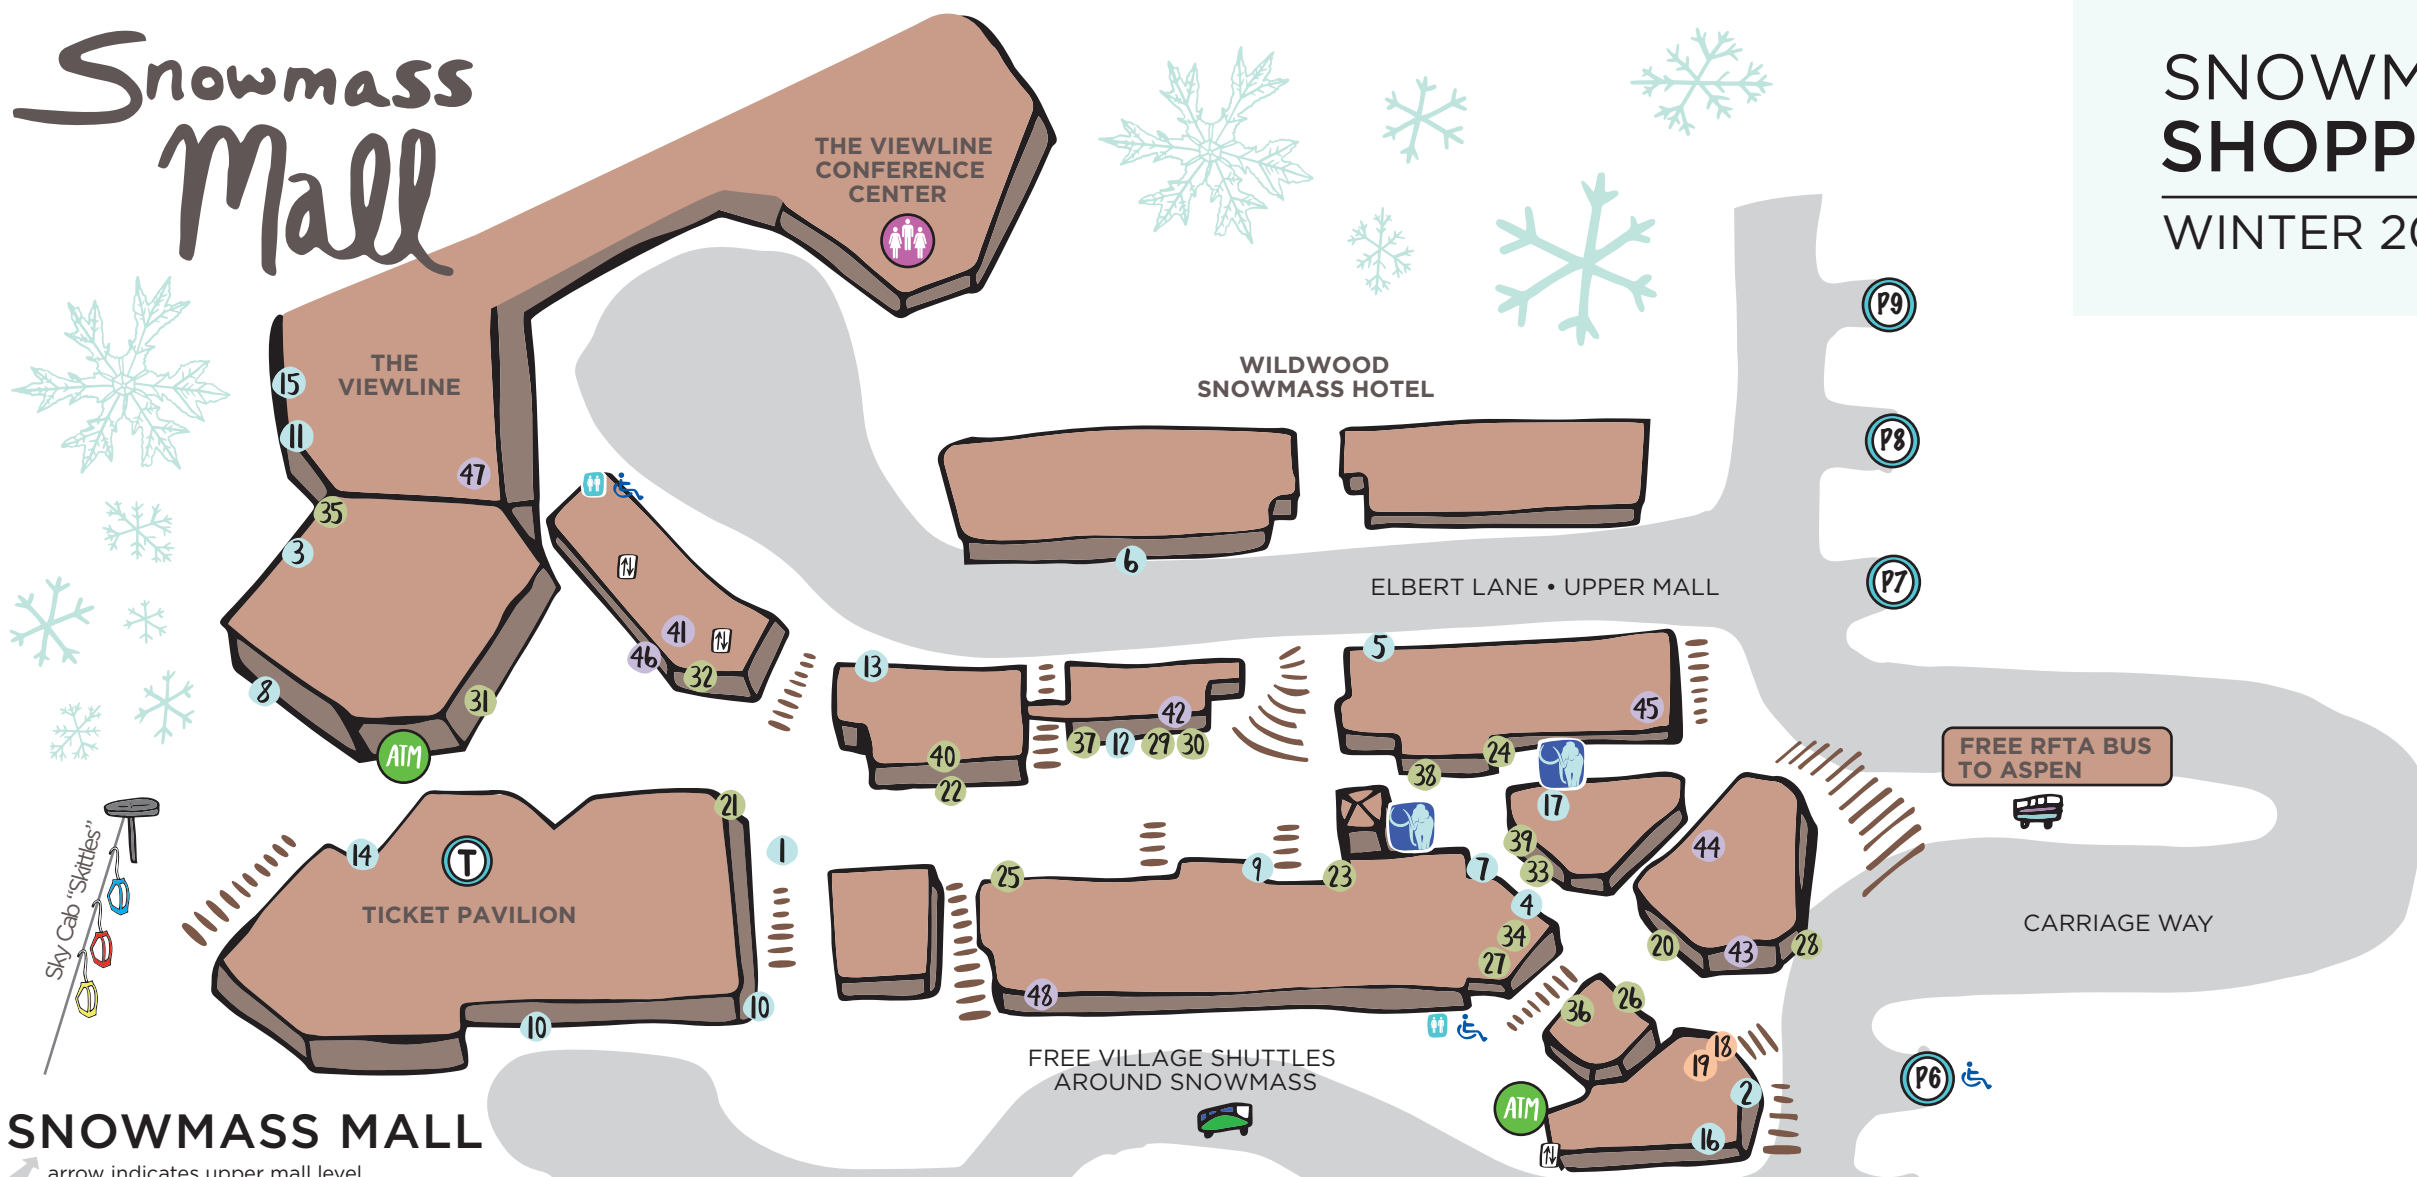 Snowmass
Mall
SNOWM
SHOPP
WINTER 20
THE VIEWLINE
CONFERENCE
CENTER
P9
THE
VIEWLINE
15
11
47
35
3
8
31
ATM
WILDWOOD
SNOWMASS HOTEL
P8
6
ELBERT LANE • UPPER MALL
P7
41
46
32
13
40
22
42
37
12
29
30
5
45
24
38
FREE RFTA BUS
TO ASPEN
17
39
33
44
20
43
28
CARRIAGE WAY
Sky Cab "Skittles"
14
T
TICKET PAVILION
21
1
10
10
25
9
23
7
4
34
27
48
36
26
18
19
2
16
ATM
P6
FREE VILLAGE SHUTTLES
AROUND SNOWMASS
SNOWMASS MALL
arrow indicates upper mall level